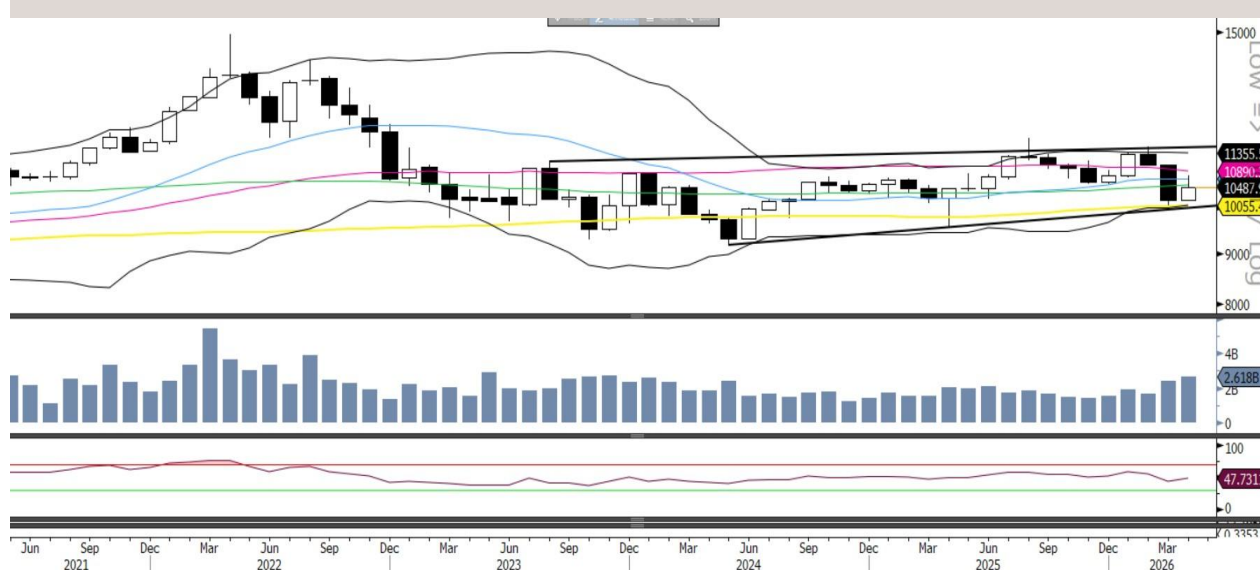 15000
Low =>
11355.
10890.
10487.
10055.
9000
Log
8000
4B
2.618B
2B
0
100
47.731
0
0.3353
Jun Sep Dec Mar Jun Sep Dec Mar Jun Sep Dec Mar Jun Sep Dec Mar Jun Sep Dec Mar
2021 2022 2023 2024 2025 2026